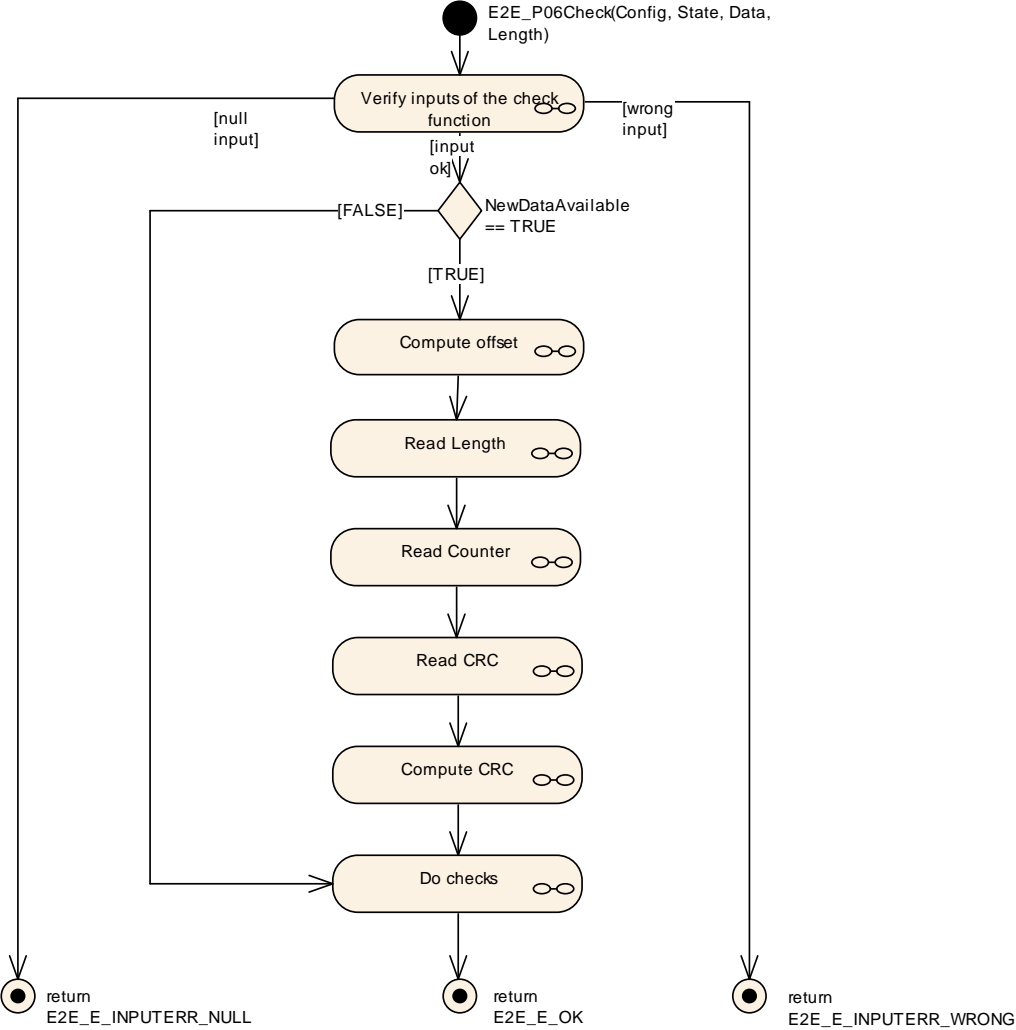 E2E_P06Check(Config, State, Data,
Length)
Verify inputs of the check
function
[null
input]
[wrong
input]
[input
ok]
[FALSE]
NewDataAvailable
== TRUE
[TRUE]
Compute offset
Read Length
Read Counter
Read CRC
Compute CRC
Do checks
return
E2E_E_INPUTERR_NULL
return
E2E_E_OK
return
E2E_E_INPUTERR_WRONG